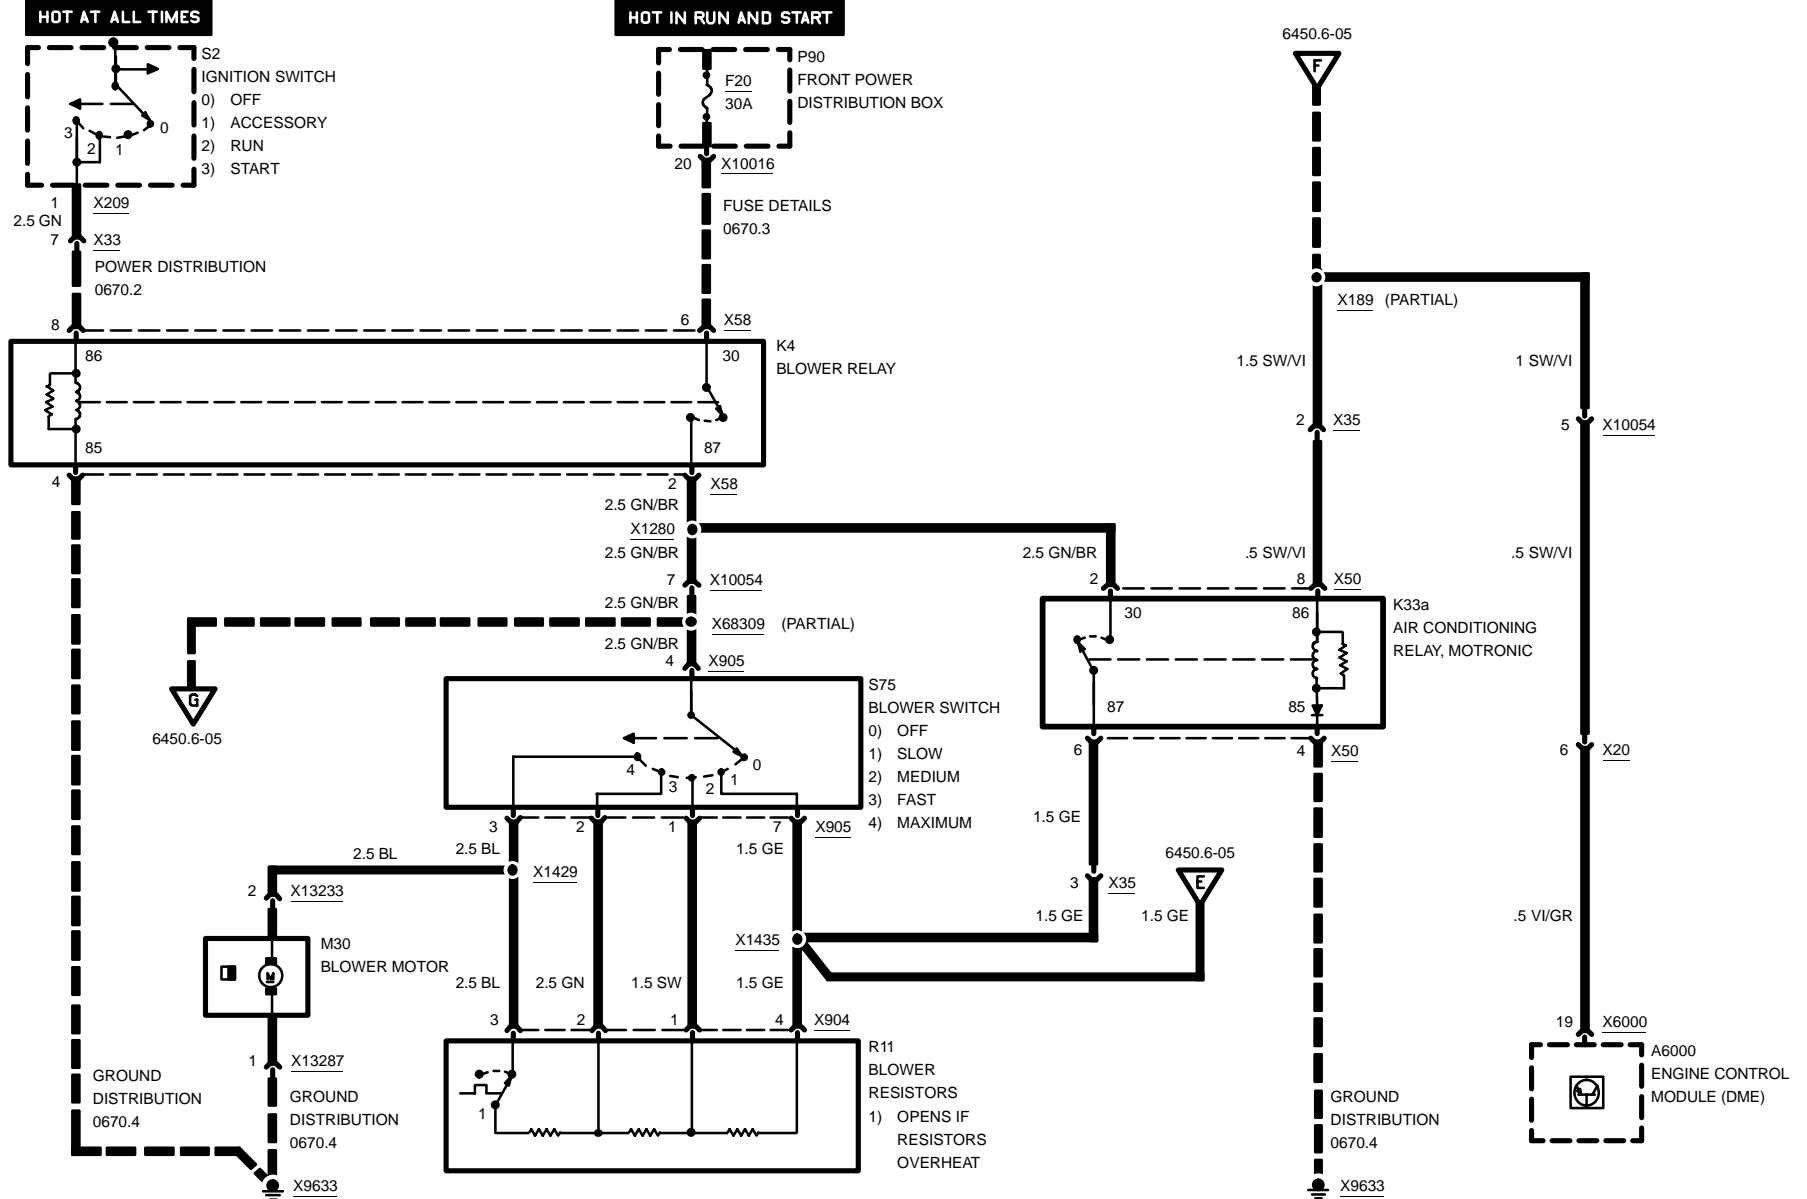 HOT AT ALL TIMES
S2
IGNITION SWITCH
0) OFF
1) ACCESSORY
2) RUN
3) START
3
2
1
0
1
X209
2.5 GN
7
X33
POWER DISTRIBUTION
0670.2
HOT IN RUN AND START
P90
FRONT POWER
DISTRIBUTION BOX
F20
30A
20
X10016
FUSE DETAILS
0670.3
6450.6-05
F
X189 (PARTIAL)
8
6
X58
K4
BLOWER RELAY
86
30
85
87
4
2
X58
1.5 SW/VI
1 SW/VI
2
X35
5
X10054
2.5 GN/BR
X1280
2.5 GN/BR
7
X10054
2.5 GN/BR
X68309 (PARTIAL)
2.5 GN/BR
4
X905
G
6450.6-05
2.5 GN/BR
.5 SW/VI
.5 SW/VI
2
8
X50
K33a
AIR CONDITIONING
RELAY, MOTRONIC
30
86
87
85
6
4
X50
6
X20
S75
BLOWER SWITCH
0) OFF
1) SLOW
2) MEDIUM
3) FAST
4) MAXIMUM
4
3
2
1
0
3
2
1
7
X905
2.5 BL
2.5 BL
1.5 GE
X1429
2
X13233
M30
BLOWER MOTOR
M
1
X13287
1.5 GE
3
X35
1.5 GE
6450.6-05
E
1.5 GE
X1435
.5 VI/GR
2.5 BL
2.5 GN
1.5 SW
1.5 GE
3
2
1
4
X904
R11
BLOWER
RESISTORS
1) OPENS IF
RESISTORS
OVERHEAT
1
19
X6000
A6000
ENGINE CONTROL
MODULE (DME)
GROUND
DISTRIBUTION
0670.4
GROUND
DISTRIBUTION
0670.4
X9633
GROUND
DISTRIBUTION
0670.4
X9633